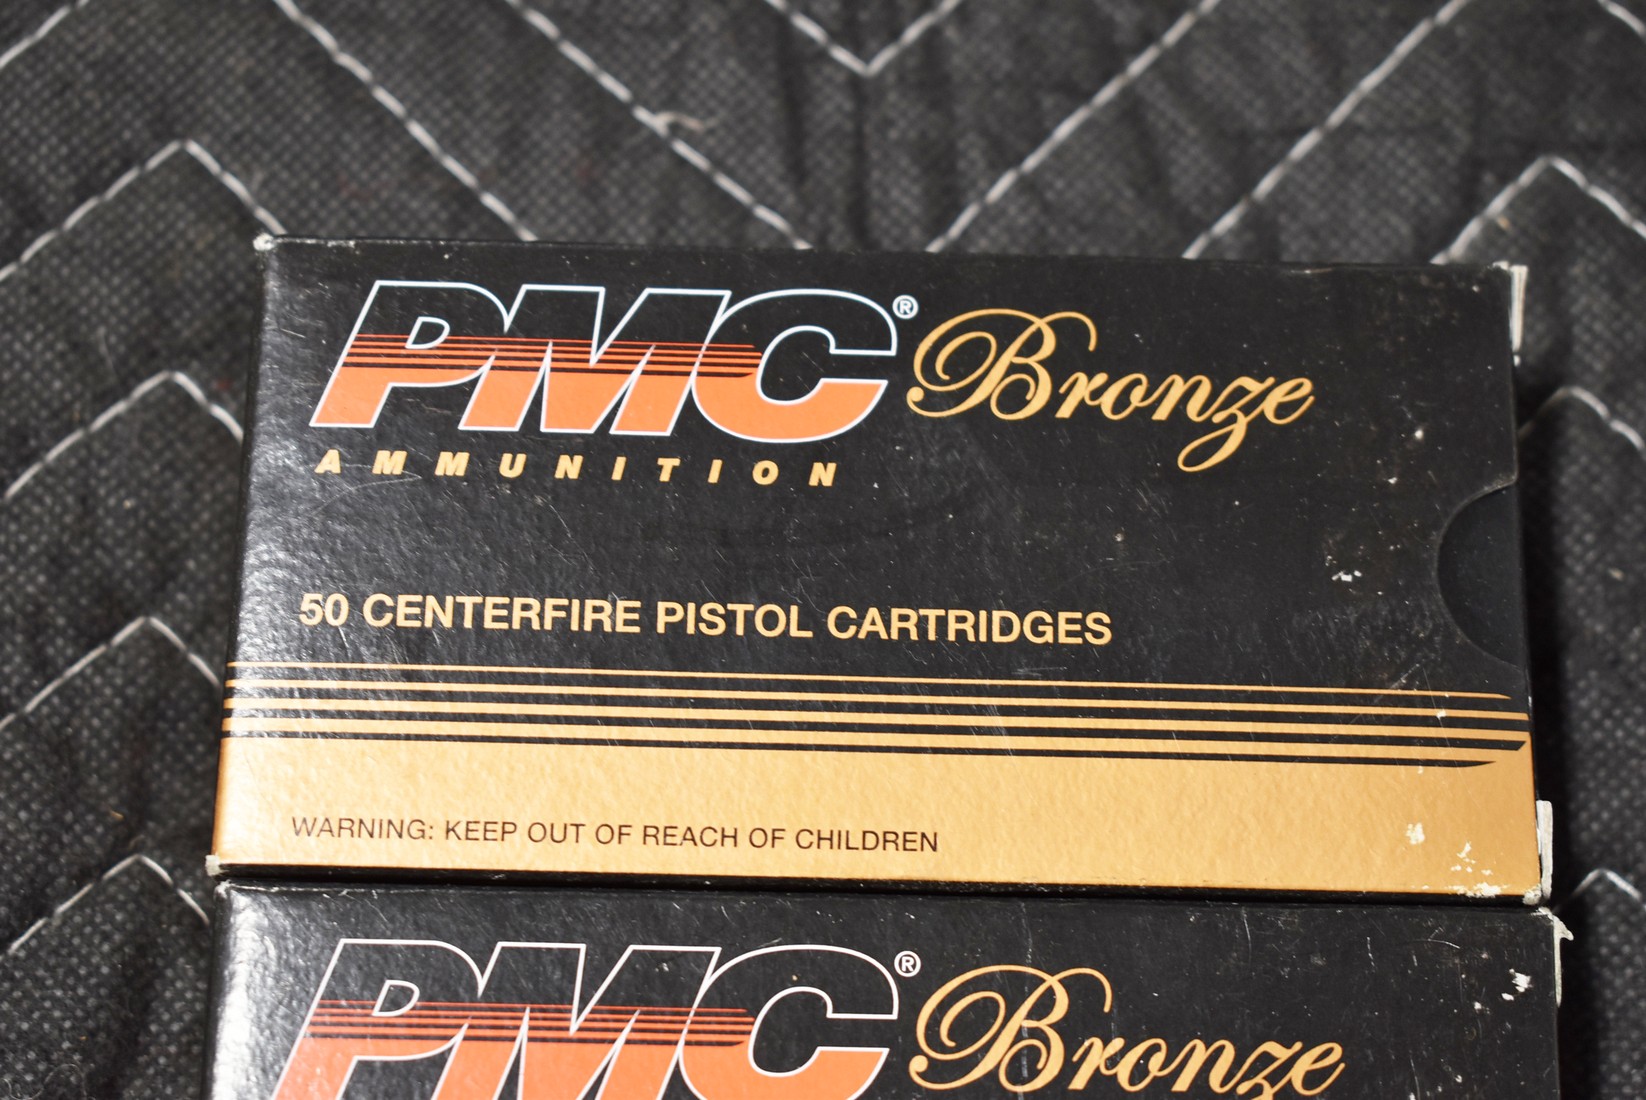 PMC® Bronze
AMMUNITION
50 CENTERFIRE PISTOL CARTRIDGES
WARNING: KEEP OUT OF REACH OF CHILDREN
PMC® Bronze